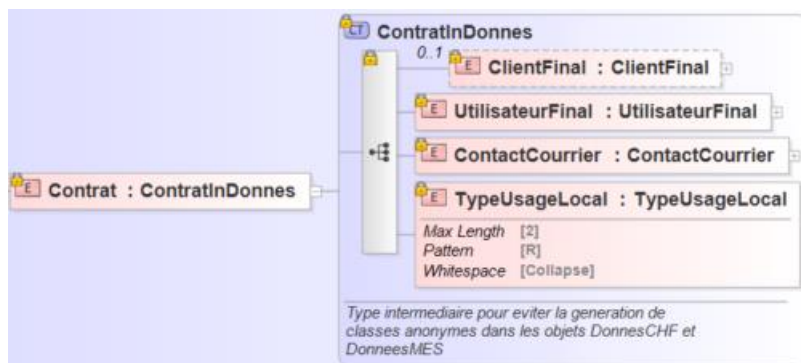 CT ContratInDonnes
0..1
E ClientFinal : ClientFinal
E UtilisateurFinal : UtilisateurFinal
E ContactCourrier : ContactCourrier
E Contrat : ContratInDonnes
E TypeUsageLocal : TypeUsageLocal
Max Length [2]
Pattern [R]
Whitespace [Collapse]
Type intermediaire pour eviter la generation de
classes anonymes dans les objets DonnesCHF et
DonneesMES